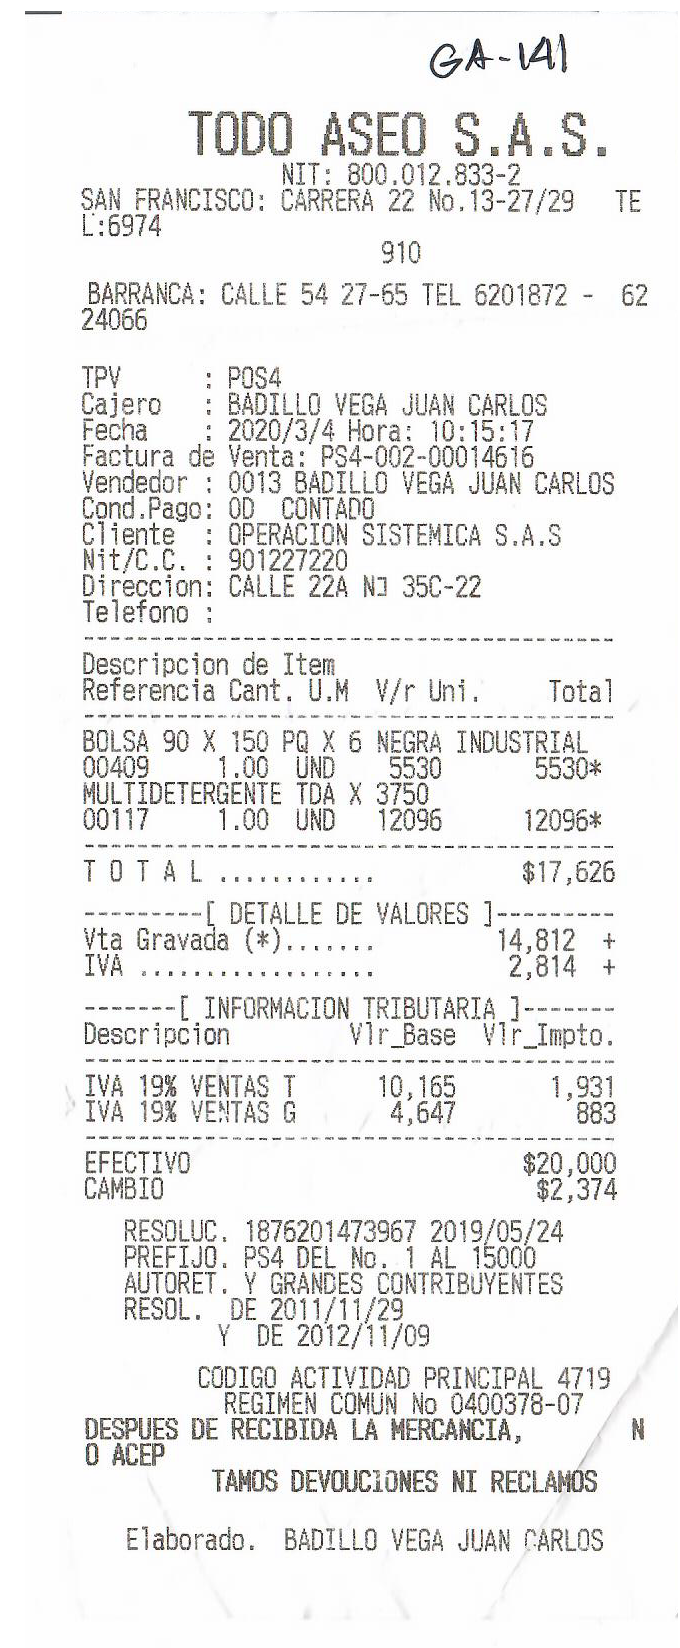 GA-141
TODO ASEO S.A.S.
NIT: 800.012.833-2
SAN FRANCISCO: CARRERA 22 No.13-27/29 TE
L:6974
910
BARRANCA: CALLE 54 27-65 TEL 6201872 - 62
24066
TPV : POS4
Cajero : BADILLO VEGA JUAN CARLOS
Fecha : 2020/3/4 Hora: 10:15:17
Factura de Venta: PS4-002-00014616
Vendedor : 0013 BADILLO VEGA JUAN CARLOS
Cond.Pago: 0D CONTADO
Cliente : OPERACION SISTEMICA S.A.S
Nit/C.C. : 901227220
Direccion: CALLE 22A N 35C-22
Telefono :
----------------------------------------
Descripcion de Item
Referencia Cant. U.M V/r Uni. Total
----------------------------------------
BOLSA 90 X 150 PQ X 6 NEGRA INDUSTRIAL
00409 1.00 UND 5530 5530*
MULTIDETERGENTE TDA X 3750
00117 1.00 UND 12096 12096*
----------------------------------------
T O T A L ............ $17,626
---------[ DETALLE DE VALORES ]---------
Vta Gravada (*)....... 14,812 +
IVA .................. 2,814 +
-------[ INFORMACION TRIBUTARIA ]-------
Descripcion Vlr_Base Vlr_Impto.
----------------------------------------
IVA 19% VENTAS T 10,165 1,931
IVA 19% VENTAS G 4,647 883
----------------------------------------
EFECTIVO $20,000
CAMBIO $2,374
RESOLUC. 1876201473967 2019/05/24
PREFIJO. PS4 DEL No. 1 AL 15000
AUTORET. Y GRANDES CONTRIBUYENTES
RESOL. DE 2011/11/29
Y DE 2012/11/09
CODIGO ACTIVIDAD PRINCIPAL 4719
REGIMEN COMUN No 0400378-07
DESPUES DE RECIBIDA LA MERCANCIA, N
O ACEP
TAMOS DEVOUCIONES NI RECLAMOS
Elaborado. BADILLO VEGA JUAN CARLOS